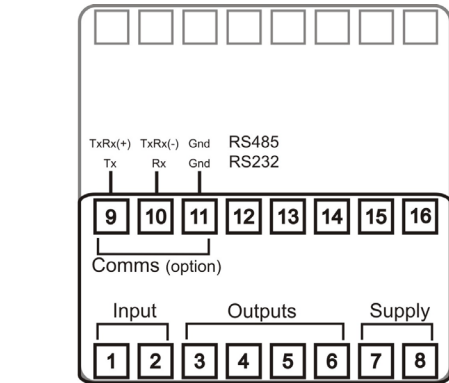 TxRx(+) TxRx(-) Gnd RS485
Tx Rx Gnd RS232
9 10 11 12 13 14 15 16
Comms (option)
Input Outputs Supply
1 2 3 4 5 6 7 8